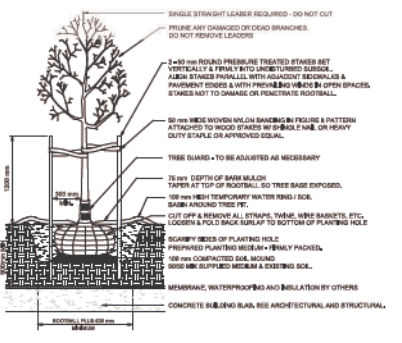 SINGLE STRAIGHT LEADER REQUIRED - DO NOT CUT
PRUNE ANY DAMAGED OR DEAD BRANCHES.
DO NOT REMOVE LEADERS
2 - 50 mm ROUND PRESSURE TREATED STAKES SET
VERTICALLY & FIRMLY INTO UNDISTURBED SUBSOIL.
ALIGN STAKES PARALLEL WITH ADJACENT SIDEWALKS &
PAVEMENT EDGES & WITH PREVAILING WINDS IN OPEN SPACES.
STAKES NOT TO DAMAGE OR PENETRATE ROOTBALL.
50 mm WIDE WOVEN NYLON BANDING IN FIGURE 8 PATTERN
ATTACHED TO WOOD STAKES W/ SHINGLE NAIL OR HEAVY
DUTY STAPLE OR APPROVED EQUAL.
TREE GUARD - TO BE ADJUSTED AS NECESSARY
75 mm DEPTH OF BARK MULCH
TAPER AT TOP OF ROOTBALL SO TREE BASE EXPOSED.
100 mm HIGH TEMPORARY WATER RING / SOIL
BASIN AROUND TREE PIT.
CUT OFF & REMOVE ALL STRAPS, TWINE, WIRE BASKETS, ETC.
LOOSEN & FOLD BACK BURLAP TO BOTTOM OF PLANTING HOLE
SCARIFY SIDES OF PLANTING HOLE
PREPARED PLANTING MEDIUM - FIRMLY PACKED.
100 mm COMPACTED SOIL MOUND
50/50 MIX SUPPLIED MEDIUM & EXISTING SOIL.
MEMBRANE, WATERPROOFING AND INSULATION BY OTHERS
CONCRETE BUILDING SLAB. SEE ARCHITECTURAL AND STRUCTURAL.
1200 mm
300 mm
MIN.
900mm MIN
ROOTBALL PLUS 600 mm
MINIMUM